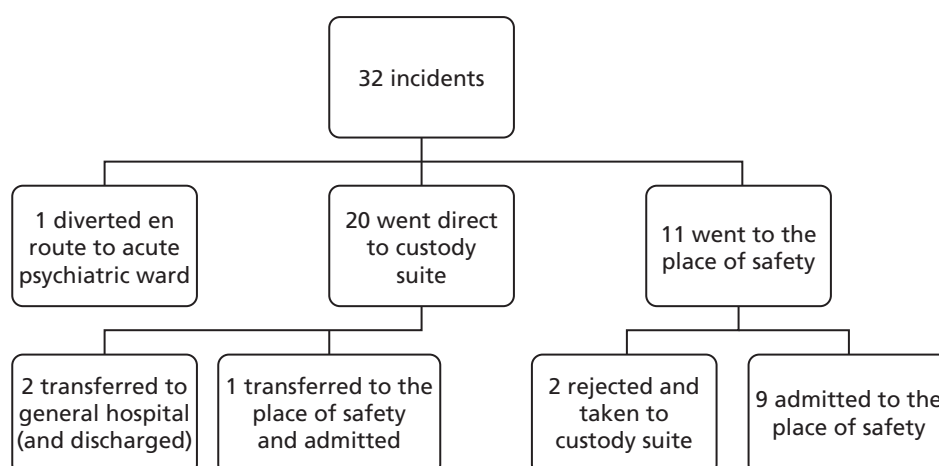 32 incidents
1 diverted en
route to acute
psychiatric ward
20 went direct
to custody
suite
11 went to the
place of safety
2 transferred to
general hospital
(and discharged)
1 transferred to the
place of safety
and admitted
2 rejected and
taken to
custody suite
9 admitted to the
place of safety